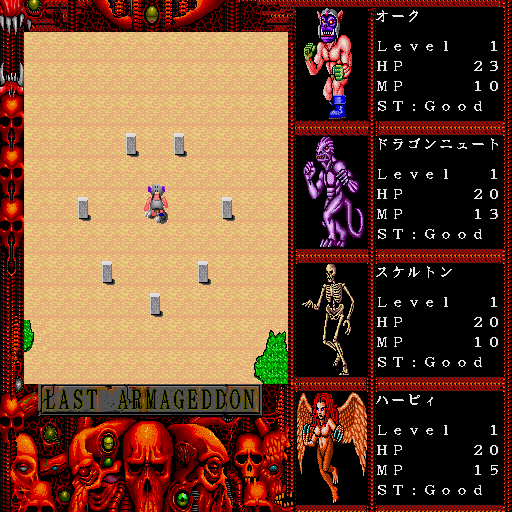 オーク
Level 1
HP 23
MP 10
ST:Good
ドラゴンニュート
Level 1
HP 20
MP 13
ST:Good
スケルトン
Level 1
HP 20
MP 10
ST:Good
ハーピィ
Level 1
HP 20
MP 15
ST:Good
LAST ARMAGEDDON